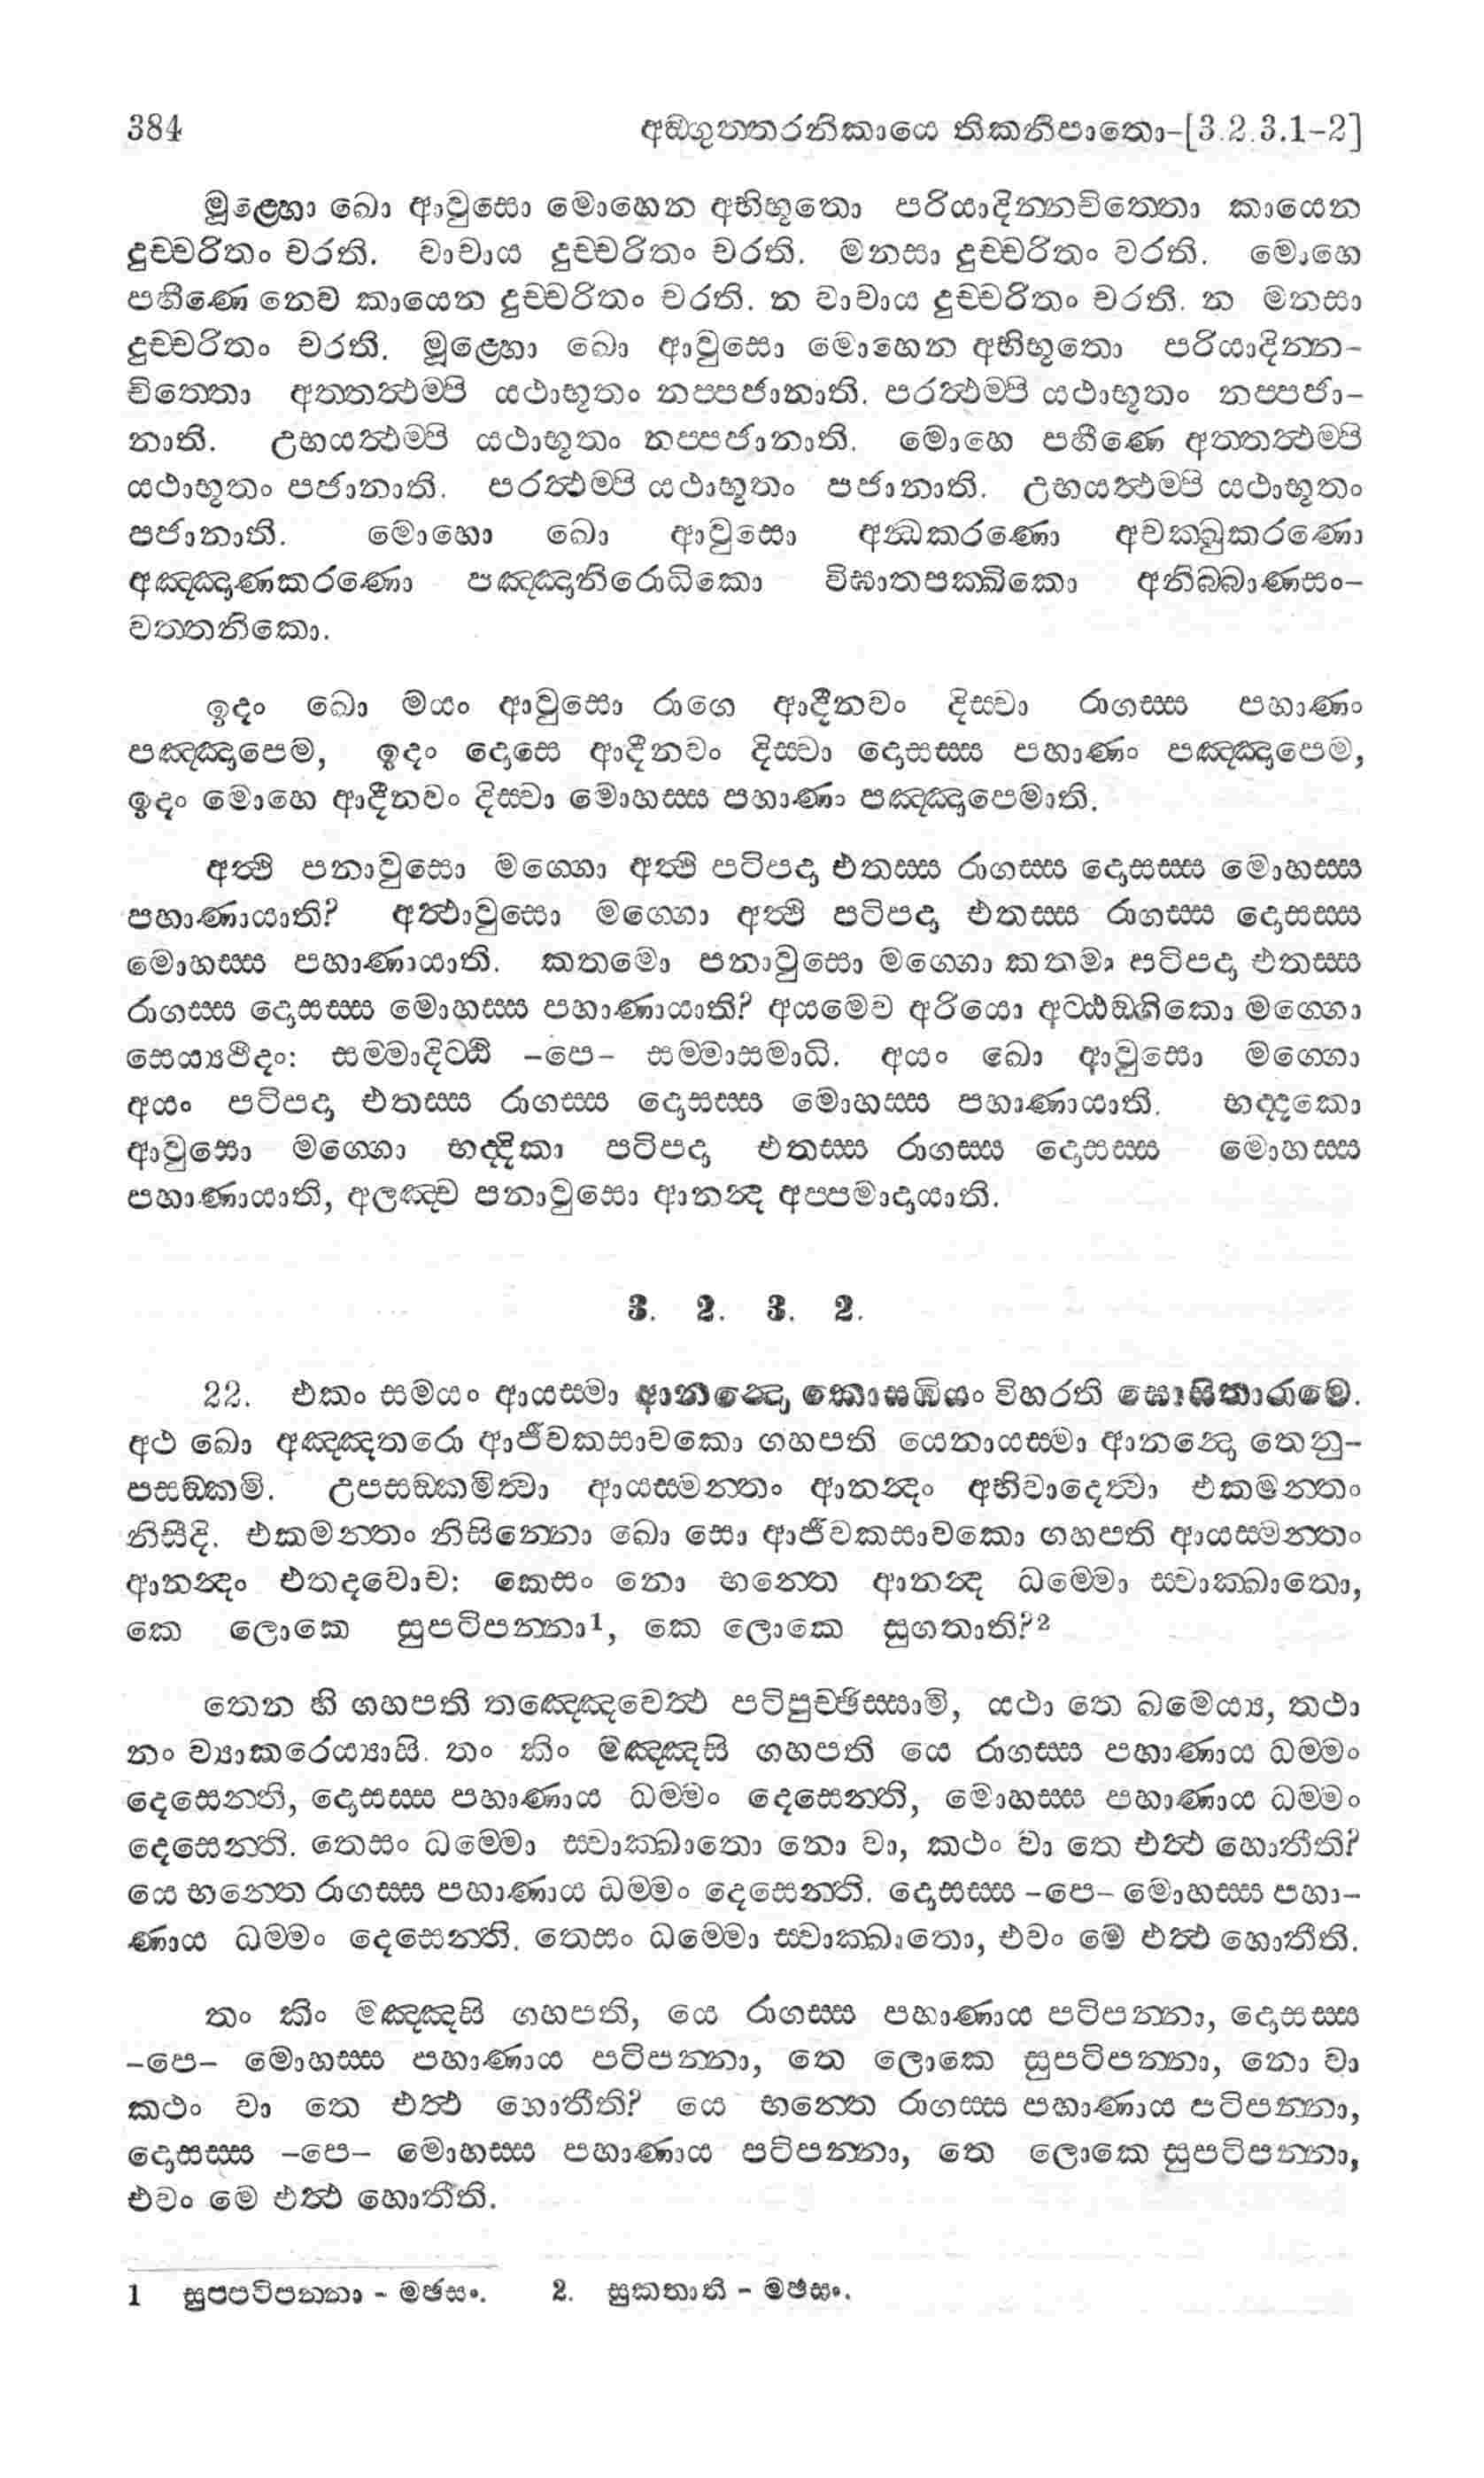 384 අඞ්ගුත්තරනිකායෙ තිකනිපාතො-[3.2.3.1-2]
මූළ්හො ඛො ආවුසො මොහෙන අභිභූතො පරියාදින්නචිත්තො කායෙන
දුච්චරිතං චරති. වාචාය දුච්චරිතං චරති. මනසා දුච්චරිතං චරති. මොහෙ
පහීණෙ නෙව කායෙන දුච්චරිතං චරති. න වාචාය දුච්චරිතං චරති. න මනසා
දුච්චරිතං චරති. මූළ්හො ඛො ආවුසො මොහෙන අභිභූතො පරියාදින්න-
චිත්තො අත්තත්ථම්පි යථාභූතං නප්පජානාති. පරත්ථම්පි යථාභූතං නප්පජා-
නාති. උභයත්ථම්පි යථාභූතං නප්පජානාති. මොහෙ පහීණෙ අත්තත්ථම්පි
යථාභූතං පජානාති. පරත්ථම්පි යථාභූතං පජානාති. උභයත්ථම්පි යථාභූතං
පජානාති. මොහො ඛො ආවුසො අන්ධකරණො අචක්ඛුකරණො
අඤ්ඤාණකරණො පඤ්ඤානිරොධිකො විඝාතපක්ඛිකො අනිබ්බාණසං-
වත්තනිකො.
ඉදං ඛො මයං ආවුසො රාගෙ ආදීනවං දිස්වා රාගස්ස පහාණං
පඤ්ඤාපෙම, ඉදං දොසෙ ආදීනවං දිස්වා දොසස්ස පහාණං පඤ්ඤාපෙම,
ඉදං මොහෙ ආදීනවං දිස්වා මොහස්ස පහාණං පඤ්ඤාපෙමාති.
අත්ථි පනාවුසො මග්ගො අත්ථි පටිපදා එතස්ස රාගස්ස දොසස්ස මොහස්ස
පහාණායාති? අත්ථාවුසො මග්ගො අත්ථි පටිපදා එතස්ස රාගස්ස දොසස්ස
මොහස්ස පහාණායාති. කතමො පනාවුසො මග්ගො කතමා පටිපදා එතස්ස
රාගස්ස දොසස්ස මොහස්ස පහාණායාති? අයමෙව අරියො අට්ඨඞ්ගිකො මග්ගො
සෙය්‍යථීදං: සම්මාදිට්ඨි -පෙ- සම්මාසමාධි. අයං ඛො ආවුසො මග්ගො
අයං පටිපදා එතස්ස රාගස්ස දොසස්ස මොහස්ස පහාණායාති. භද්දකො
ආවුසො මග්ගො භද්දිකා පටිපදා එතස්ස රාගස්ස දොසස්ස මොහස්ස
පහාණායාති, අලඤ්ච පනාවුසො ආනන්ද අප්පමාදායාති.
3. 2. 3. 2.
22. එකං සමයං ආයස්මා ආනන්දො කොසම්බියං විහරති ඝොසිතාරාමෙ.
අථ ඛො අඤ්ඤතරො ආජීවකසාවකො ගහපති යෙනායස්මා ආනන්දො තෙනු-
පසඞ්කමි. උපසඞ්කමිත්වා ආයස්මන්තං ආනන්දං අභිවාදෙත්වා එකමන්තං
නිසීදි. එකමන්තං නිසින්නො ඛො සො ආජීවකසාවකො ගහපති ආයස්මන්තං
ආනන්දං එතදවොච: කෙසං නො භන්තෙ ආනන්ද ධම්මො ස්වාක්ඛාතො,
කෙ ලොකෙ සුපටිපන්නා1, කෙ ලොකෙ සුගතාති?2
තෙන හි ගහපති තඤ්ඤෙවෙත්ථ පටිපුච්ඡිස්සාමි, යථා තෙ ඛමෙය්‍ය, තථා
නං ව්‍යාකරෙය්‍යාසි. තං කිං මඤ්ඤසි ගහපති යෙ රාගස්ස පහාණාය ධම්මං
දෙසෙන්ති, දොසස්ස පහාණාය ධම්මං දෙසෙන්ති, මොහස්ස පහාණාය ධම්මං
දෙසෙන්ති. තෙසං ධම්මො ස්වාක්ඛාතො නො වා, කථං වා තෙ එත්ථ හොතීති?
යෙ භන්තෙ රාගස්ස පහාණාය ධම්මං දෙසෙන්ති. දොසස්ස -පෙ- මොහස්ස පහා-
ණාය ධම්මං දෙසෙන්ති. තෙසං ධම්මො ස්වාක්ඛාතො, එවං මෙ එත්ථ හොතීති.
තං කිං මඤ්ඤසි ගහපති, යෙ රාගස්ස පහාණාය පටිපන්නා, දොසස්ස
-පෙ- මොහස්ස පහාණාය පටිපන්නා, තෙ ලොකෙ සුපටිපන්නා, නො වා
කථං වා තෙ එත්ථ හොතීති? යෙ භන්තෙ රාගස්ස පහාණාය පටිපන්නා,
දොසස්ස -පෙ- මොහස්ස පහාණාය පටිපන්නා, තෙ ලොකෙ සුපටිපන්නා,
එවං මෙ එත්ථ හොතීති.
1 සුප්පටිපන්නා - මඡසං. 2. සුකතාති - මඡසං.